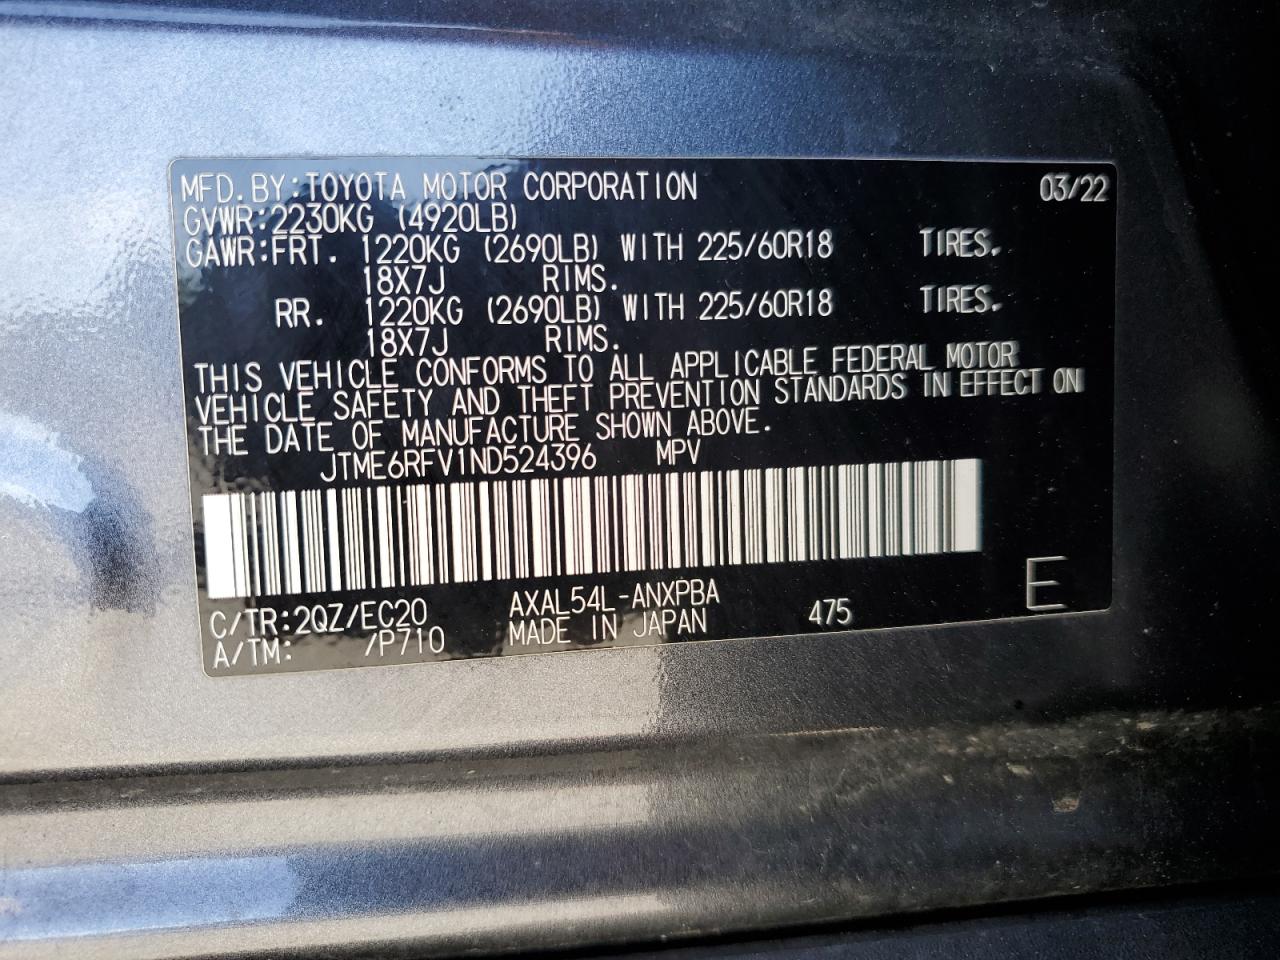 MFD.BY:TOYOTA MOTOR CORPORATION 03/22
GVWR:2230KG (4920LB)
GAWR:FRT. 1220KG (2690LB) WITH 225/60R18 TIRES.
18X7J RIMS.
RR. 1220KG (2690LB) WITH 225/60R18 TIRES.
18X7J RIMS.
THIS VEHICLE CONFORMS TO ALL APPLICABLE FEDERAL MOTOR
VEHICLE SAFETY AND THEFT PREVENTION STANDARDS IN EFFECT ON
THE DATE OF MANUFACTURE SHOWN ABOVE.
JTME6RFV1ND524396 MPV
C/TR:2QZ/EC20 AXAL54L-ANXPBA 475 E
A/TM: /P710 MADE IN JAPAN